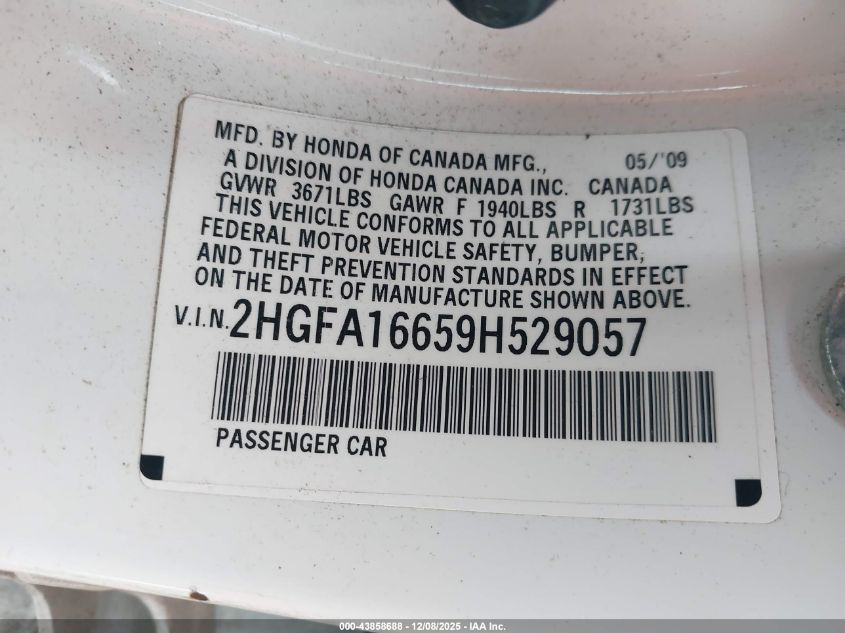 MFD. BY HONDA OF CANADA MFG., 05/'09
A DIVISION OF HONDA CANADA INC. CANADA
GVWR 3671LBS GAWR F 1940LBS R 1731LBS
THIS VEHICLE CONFORMS TO ALL APPLICABLE
FEDERAL MOTOR VEHICLE SAFETY, BUMPER,
AND THEFT PREVENTION STANDARDS IN EFFECT
ON THE DATE OF MANUFACTURE SHOWN ABOVE.
V.I.N. 2HGFA16659H529057
PASSENGER CAR
000-43858688 - 12/08/2025 - IAA Inc.